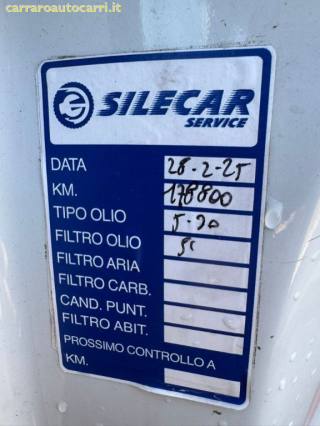 carraroautocarri.it
SILECAR
SERVICE
DATA 28-2-25
KM. 178800
TIPO OLIO 5-30
FILTRO OLIO si
FILTRO ARIA
FILTRO CARB.
CAND. PUNT.
FILTRO ABIT.
PROSSIMO CONTROLLO A
KM.